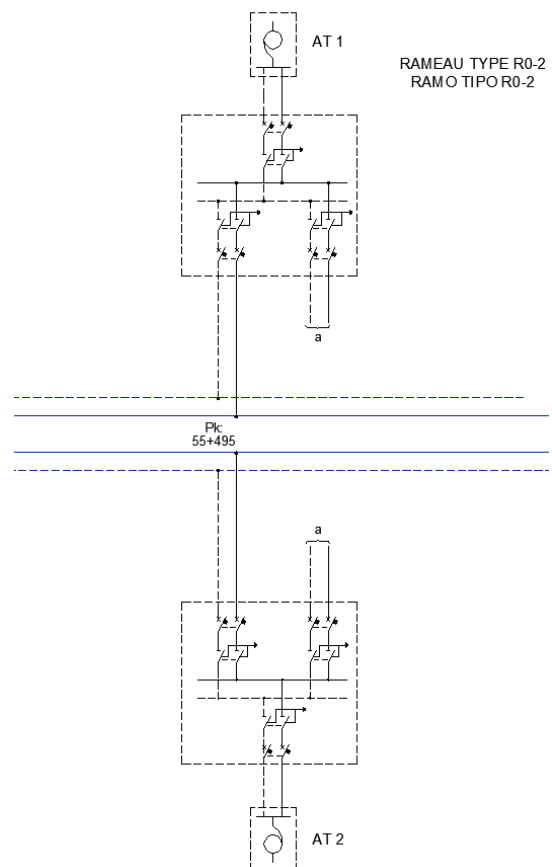 AT 1
RAMEAU TYPE R0-2
RAMO TIPO R0-2
a
Pk:
55+495
a
AT 2